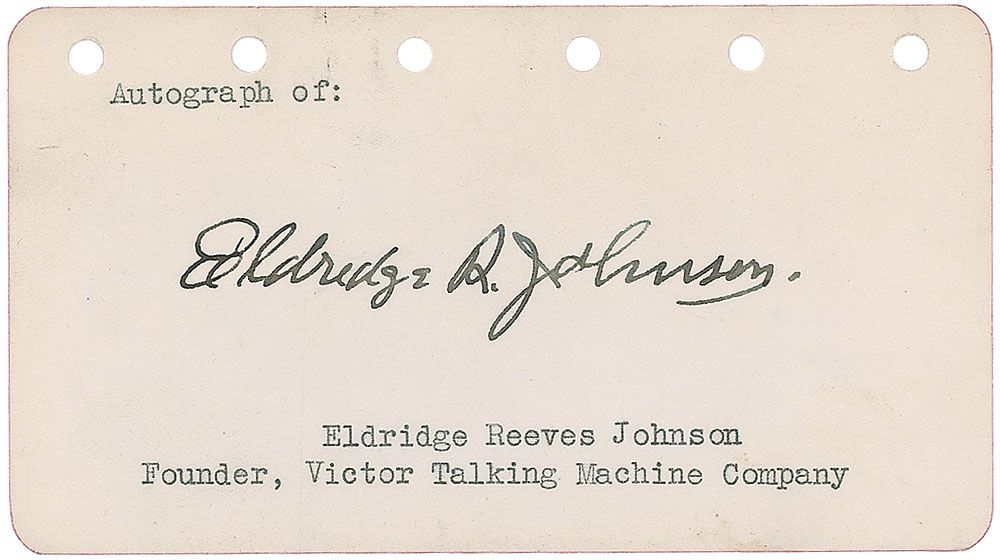 Autograph of:
Eldridge R. Johnson.
Eldridge Reeves Johnson
Founder, Victor Talking Machine Company